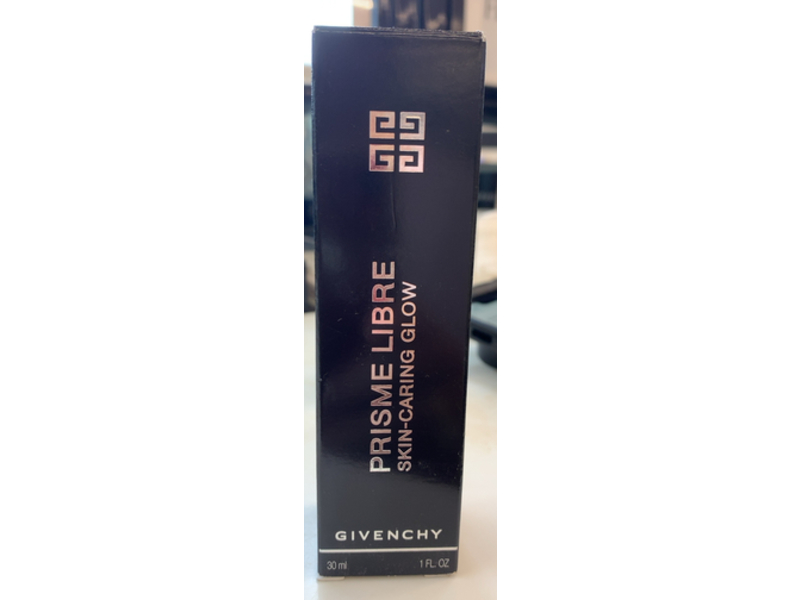 PRISME LIBRE
SKIN-CARING GLOW
GIVENCHY
30 ml 1 FL. OZ